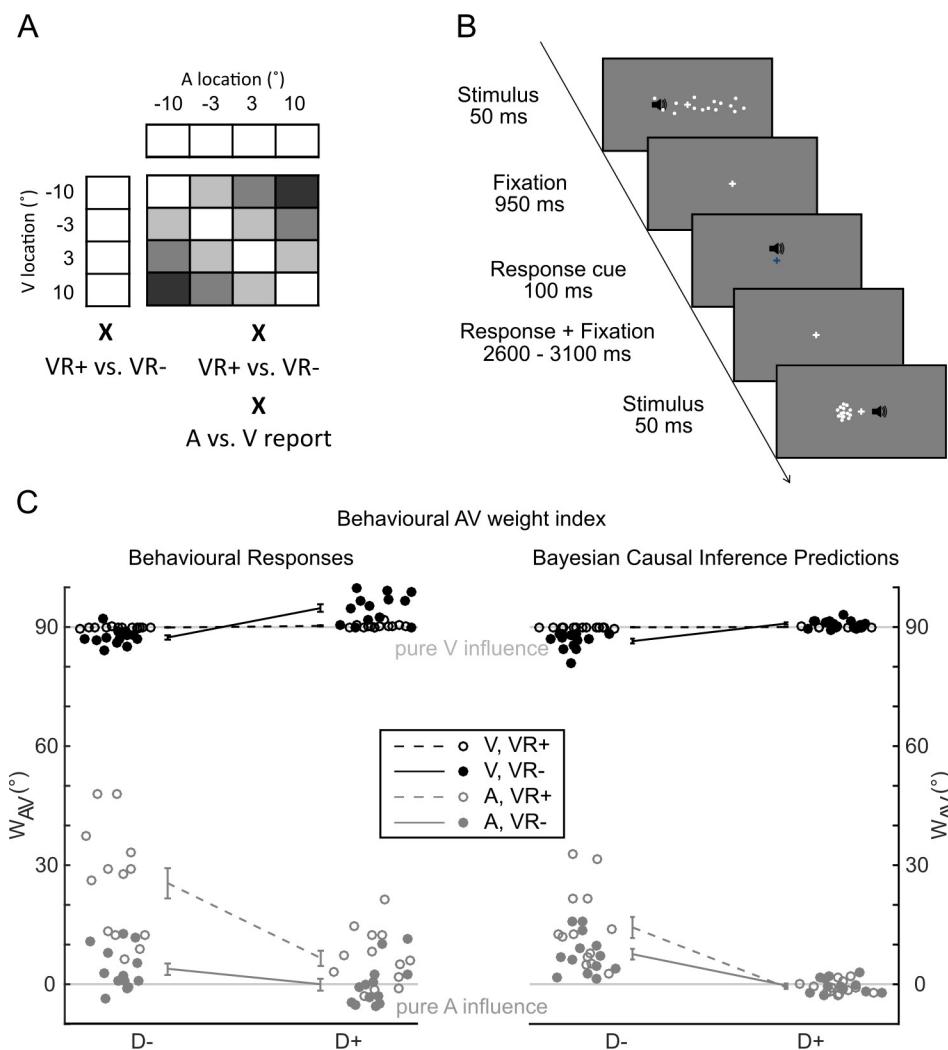 A
A location (˚)
-10 -3 3 10
V location (˚)
-10
-3
3
10
X X
VR+ vs. VR- VR+ vs. VR-
X
A vs. V report
B
Stimulus
50 ms
Fixation
950 ms
Response cue
100 ms
Response + Fixation
2600 - 3100 ms
Stimulus
50 ms
C
Behavioural AV weight index
Behavioural Responses
Bayesian Causal Inference Predictions
90
60
30
0
WAV(°)
pure V influence
pure A influence
D- D+
V, VR+
V, VR-
A, VR+
A, VR-
90
60
30
0
WAV(°)
D- D+